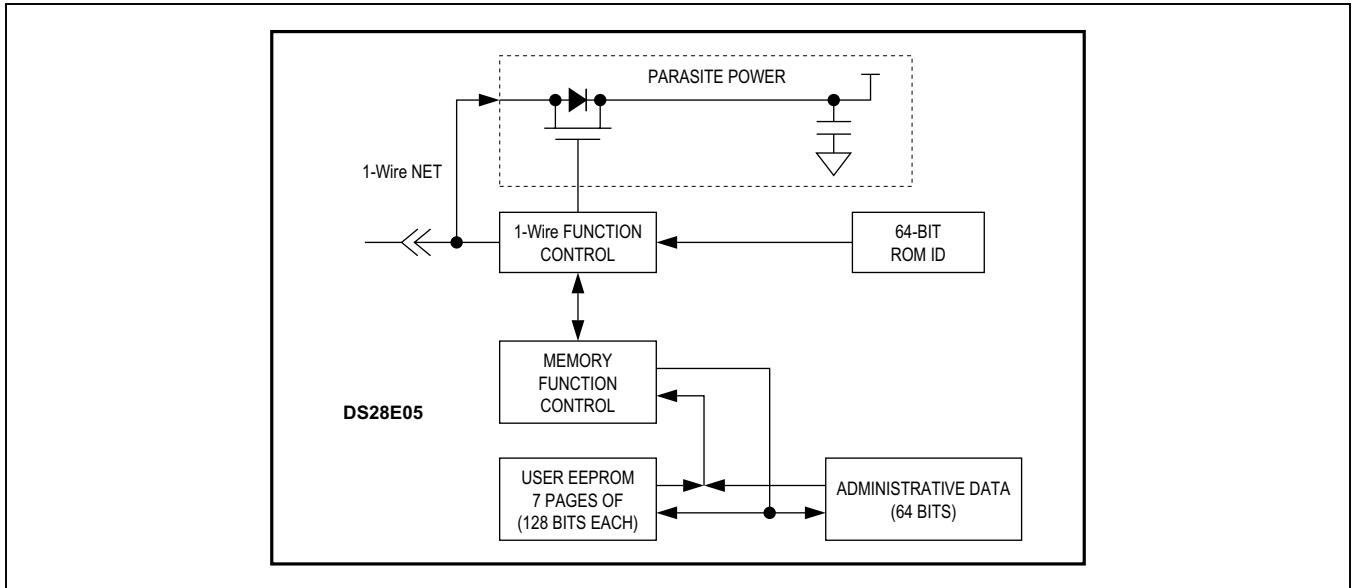 PARASITE POWER
1-Wire NET
1-Wire FUNCTION
CONTROL
64-BIT
ROM ID
MEMORY
FUNCTION
CONTROL
DS28E05
USER EEPROM
7 PAGES OF
(128 BITS EACH)
ADMINISTRATIVE DATA
(64 BITS)